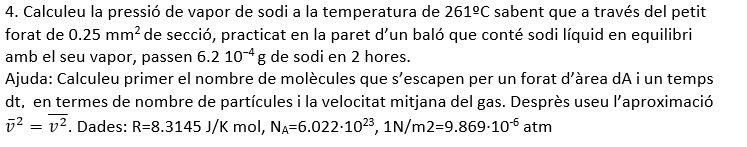 4. Calculeu la pressió de vapor de sodi a la temperatura de 261ºC sabent que a través del petit
forat de 0.25 mm² de secció, practicat en la paret d’un baló que conté sodi líquid en equilibri
amb el seu vapor, passen 6.2 10⁻⁴ g de sodi en 2 hores.
Ajuda: Calculeu primer el nombre de molècules que s’escapen per un forat d’àrea dA i un temps
dt, en termes de nombre de partícules i la velocitat mitjana del gas. Desprès useu l’aproximació
v̄² = \overline{v²}. Dades: R=8.3145 J/K mol, N_A=6.022·10²³, 1N/m2=9.869·10⁻⁶ atm